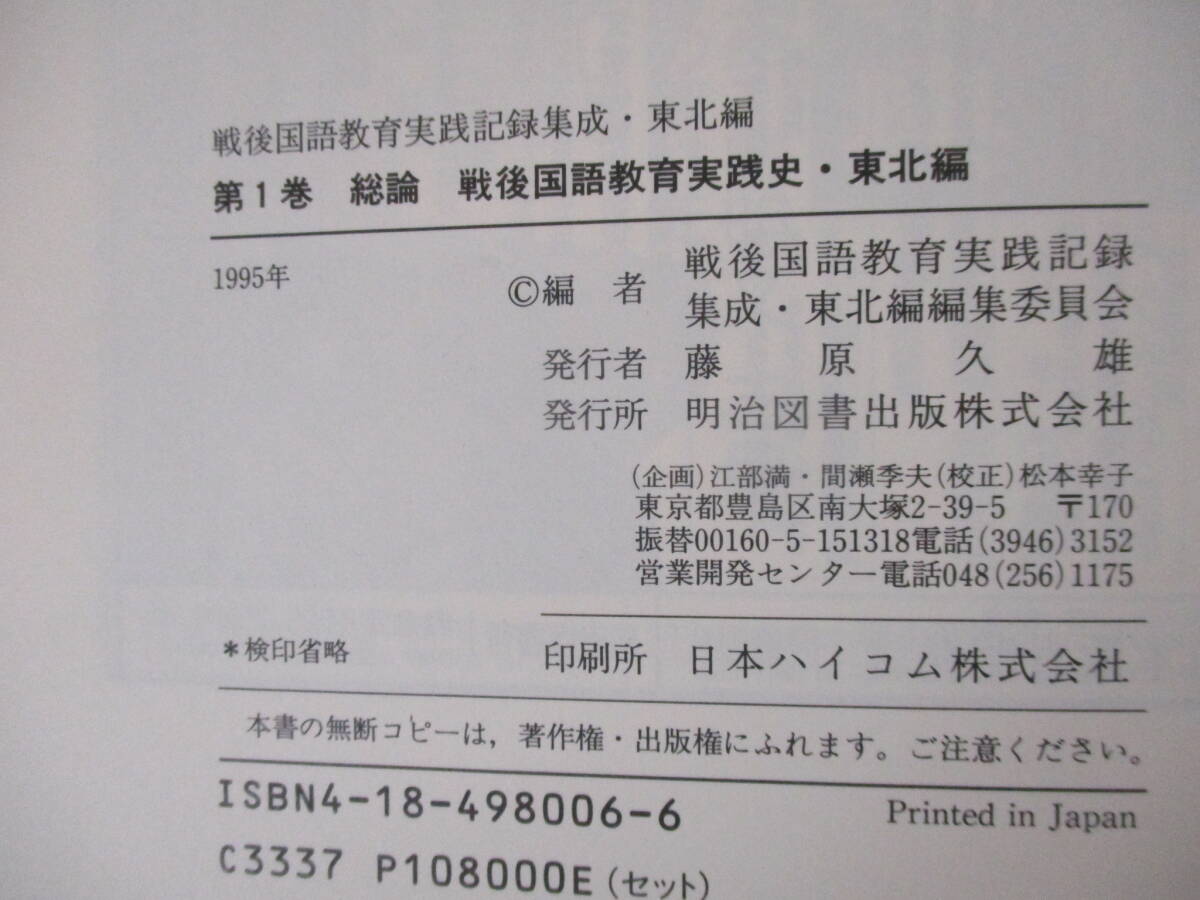 戦後国語教育実践記録集成・東北編
第1巻 総論 戦後国語教育実践史・東北編
1995年
©編 者 戦後国語教育実践記録
集成・東北編編集委員会
発行者 藤原久雄
発行所 明治図書出版株式会社
(企画)江部満・間瀬季夫(校正)松本幸子
東京都豊島区南大塚2-39-5 〒170
振替00160-5-151318電話(3946)3152
営業開発センター電話048(256)1175
*検印省略 印刷所 日本ハイコム株式会社
本書の無断コピーは，著作権・出版権にふれます。ご注意ください。
ISBN4-18-498006-6 Printed in Japan
C3337 P108000E(セット)